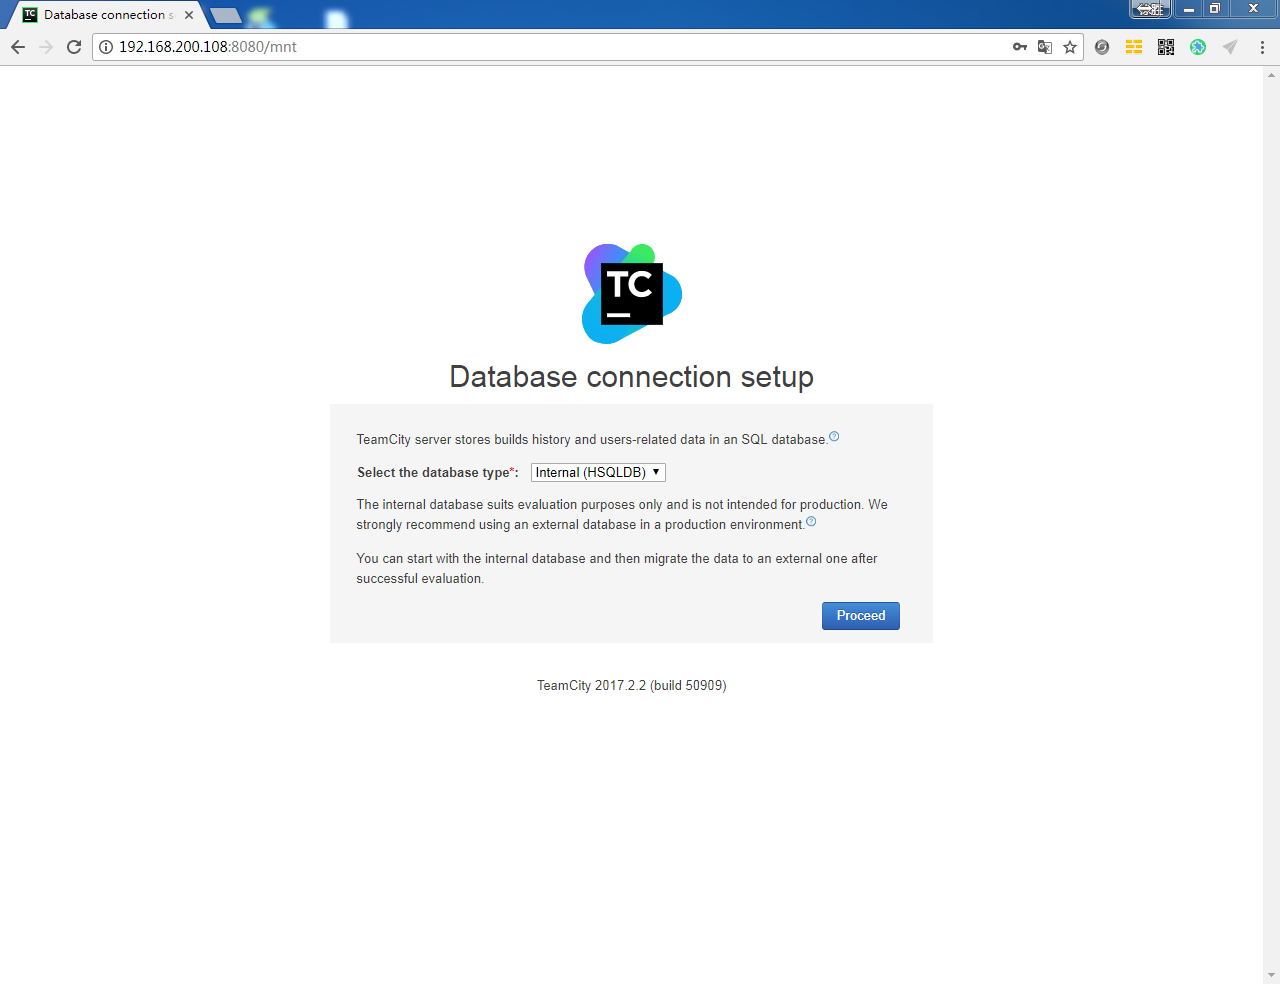 Database connection s
192.168.200.108:8080/mnt
TC
Database connection setup
TeamCity server stores builds history and users-related data in an SQL database.
Select the database type*: Internal (HSQLDB)
The internal database suits evaluation purposes only and is not intended for production. We
strongly recommend using an external database in a production environment.
You can start with the internal database and then migrate the data to an external one after
successful evaluation.
Proceed
TeamCity 2017.2.2 (build 50909)